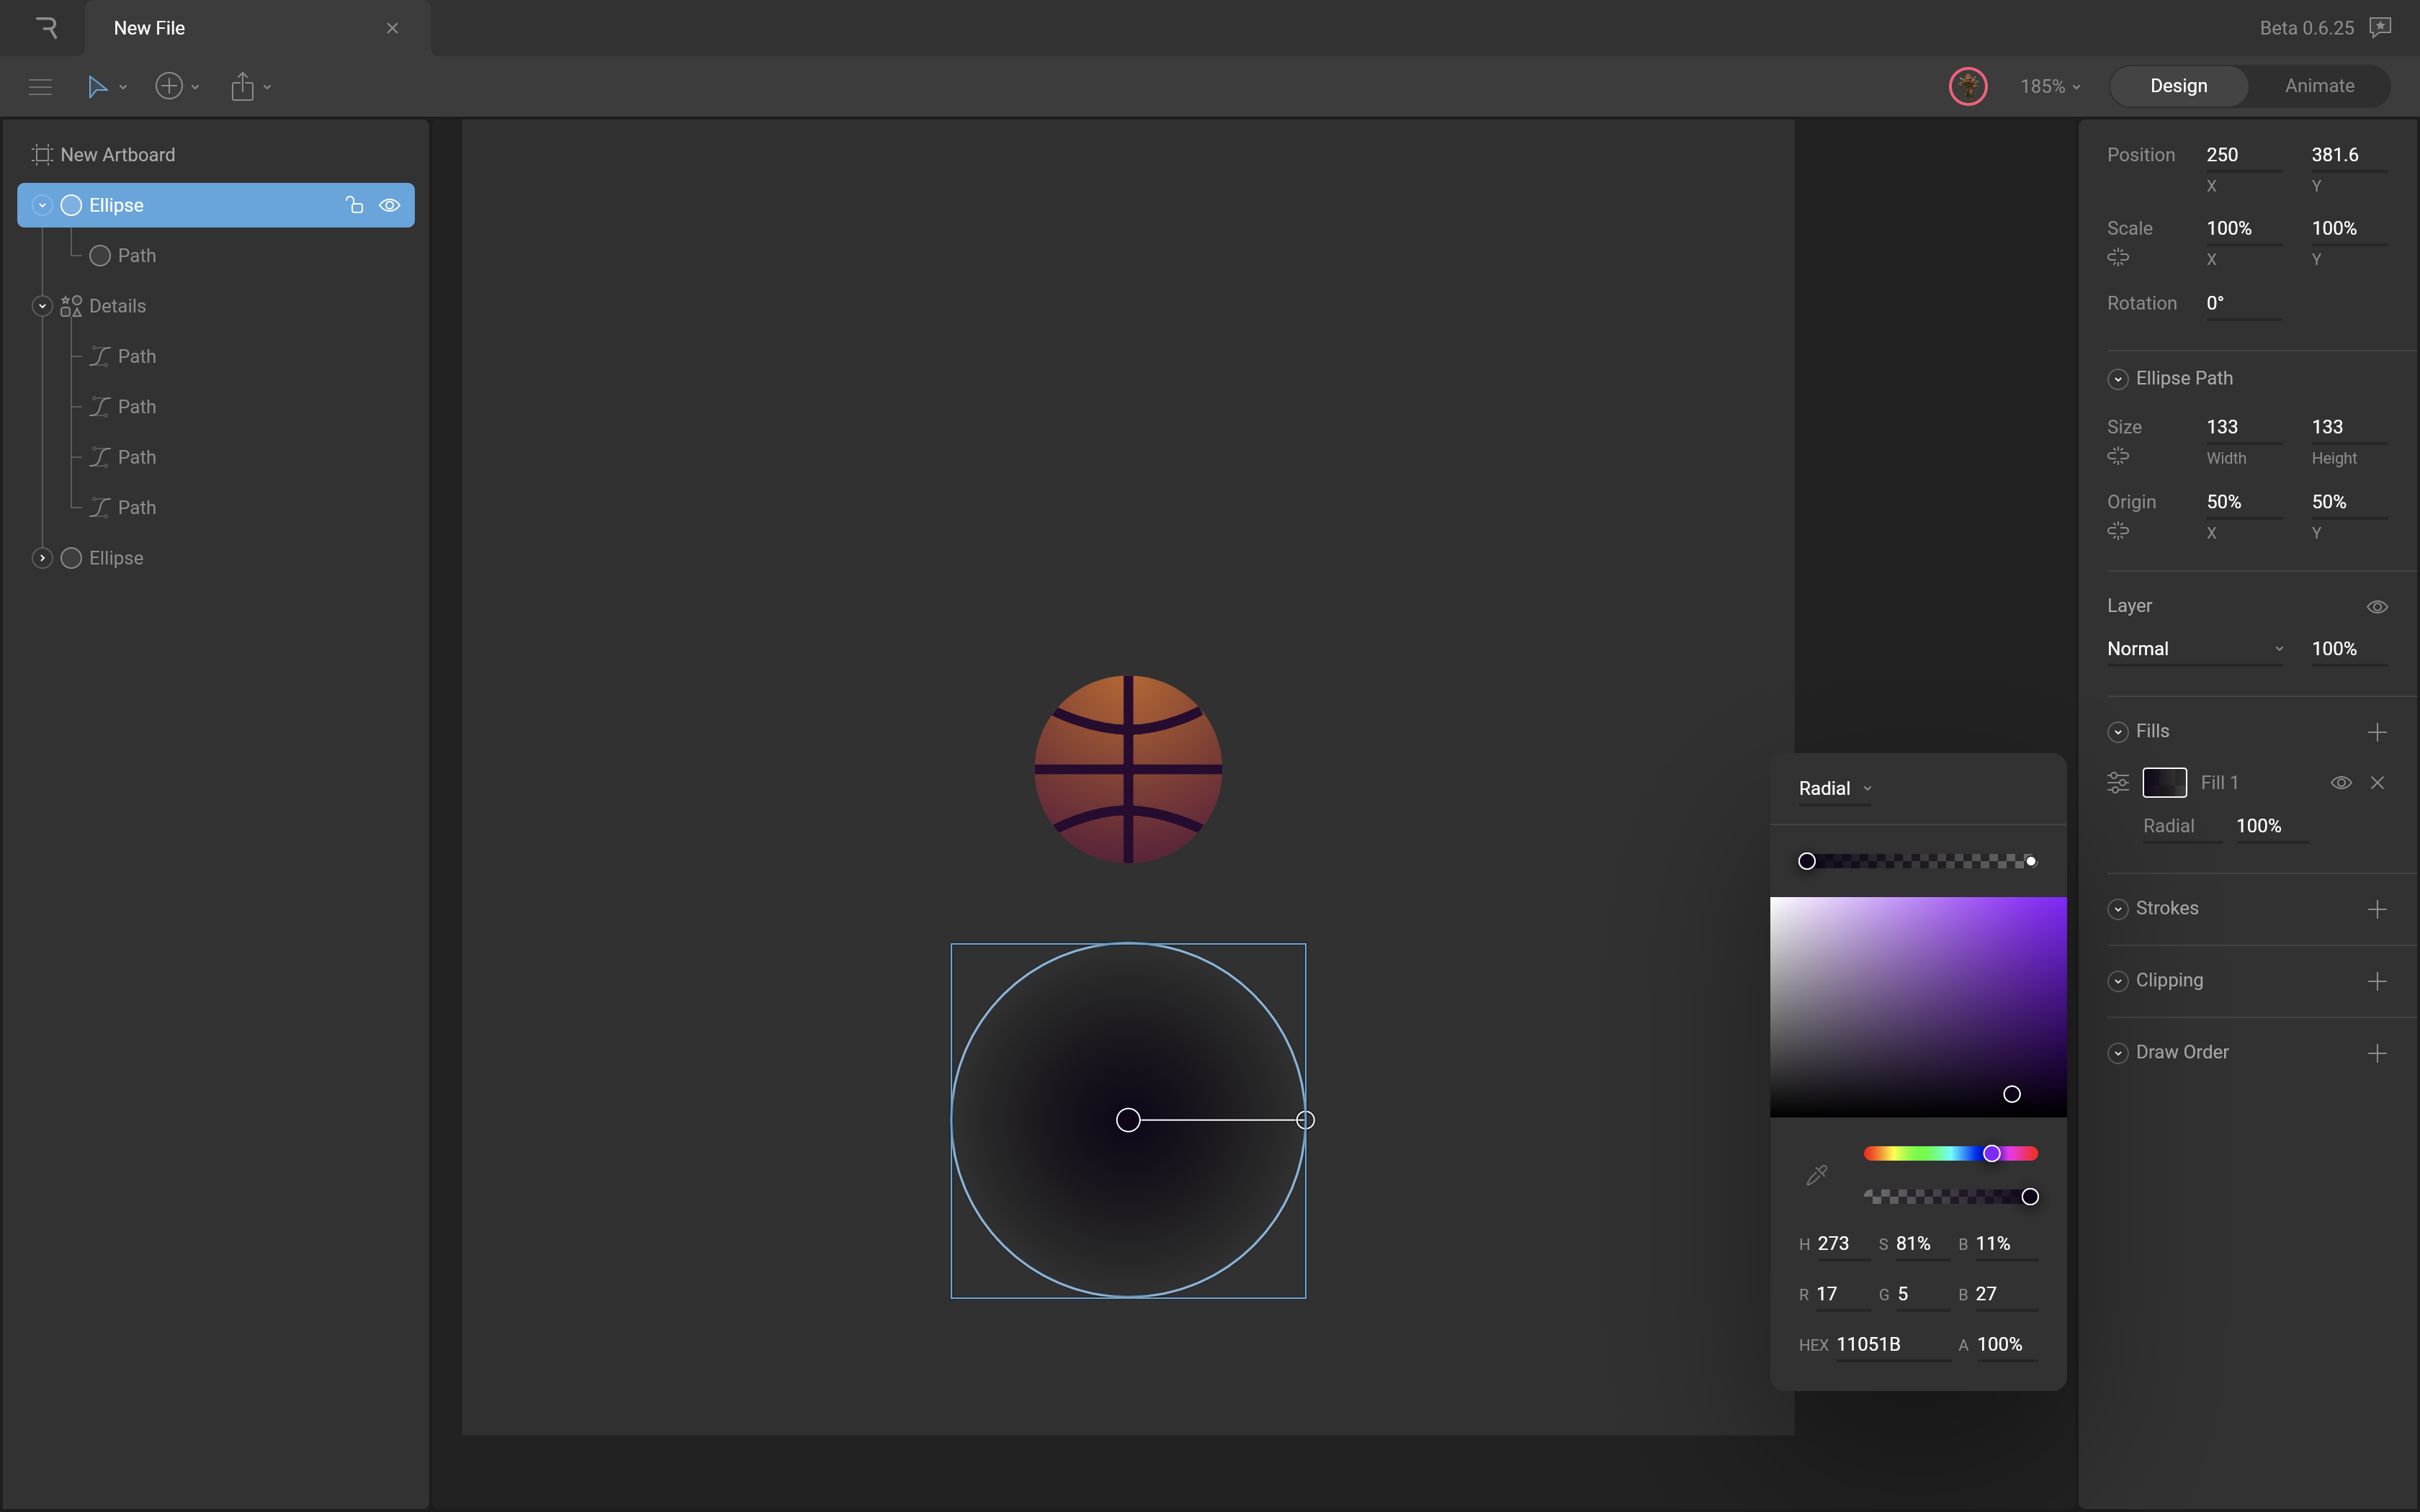 New File
Beta 0.6.25
185%
Design
Animate
New Artboard
Ellipse
Path
Details
Path
Path
Path
Path
Ellipse
Position 250 381.6
X Y
Scale 100% 100%
X Y
Rotation 0°
Ellipse Path
Size 133 133
Width Height
Origin 50% 50%
X Y
Layer
Normal 100%
Fills
Fill 1
Radial 100%
Strokes
Clipping
Draw Order
Radial
H 273 S 81% B 11%
R 17 G 5 B 27
HEX 11051B A 100%